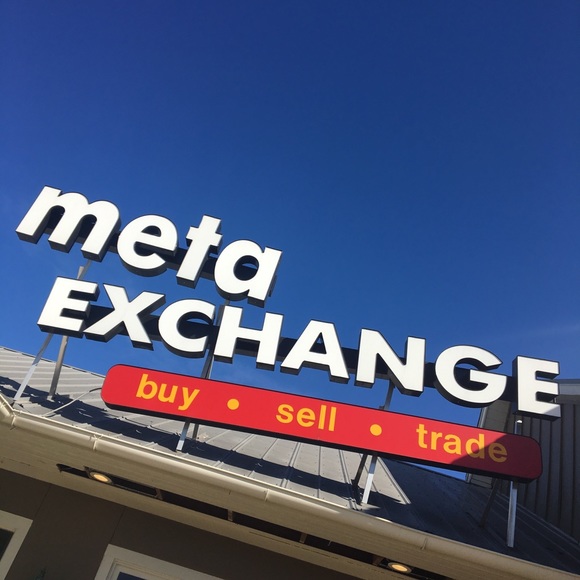 meta
EXCHANGE
buy • sell • trade